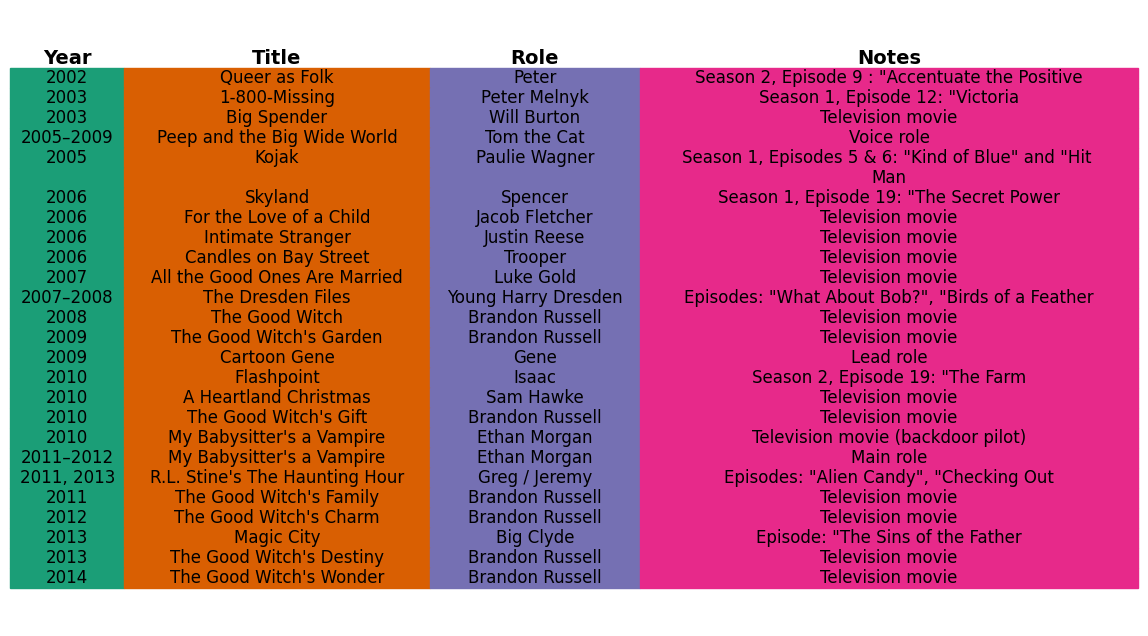 Year Title Role Notes
2002 Queer as Folk Peter Season 2, Episode 9 : "Accentuate the Positive
2003 1-800-Missing Peter Melnyk Season 1, Episode 12: "Victoria
2003 Big Spender Will Burton Television movie
2005–2009 Peep and the Big Wide World Tom the Cat Voice role
2005 Kojak Paulie Wagner Season 1, Episodes 5 & 6: "Kind of Blue" and "Hit
Man
2006 Skyland Spencer Season 1, Episode 19: "The Secret Power
2006 For the Love of a Child Jacob Fletcher Television movie
2006 Intimate Stranger Justin Reese Television movie
2006 Candles on Bay Street Trooper Television movie
2007 All the Good Ones Are Married Luke Gold Television movie
2007–2008 The Dresden Files Young Harry Dresden Episodes: "What About Bob?", "Birds of a Feather
2008 The Good Witch Brandon Russell Television movie
2009 The Good Witch's Garden Brandon Russell Television movie
2009 Cartoon Gene Gene Lead role
2010 Flashpoint Isaac Season 2, Episode 19: "The Farm
2010 A Heartland Christmas Sam Hawke Television movie
2010 The Good Witch's Gift Brandon Russell Television movie
2010 My Babysitter's a Vampire Ethan Morgan Television movie (backdoor pilot)
2011–2012 My Babysitter's a Vampire Ethan Morgan Main role
2011, 2013 R.L. Stine's The Haunting Hour Greg / Jeremy Episodes: "Alien Candy", "Checking Out
2011 The Good Witch's Family Brandon Russell Television movie
2012 The Good Witch's Charm Brandon Russell Television movie
2013 Magic City Big Clyde Episode: "The Sins of the Father
2013 The Good Witch's Destiny Brandon Russell Television movie
2014 The Good Witch's Wonder Brandon Russell Television movie